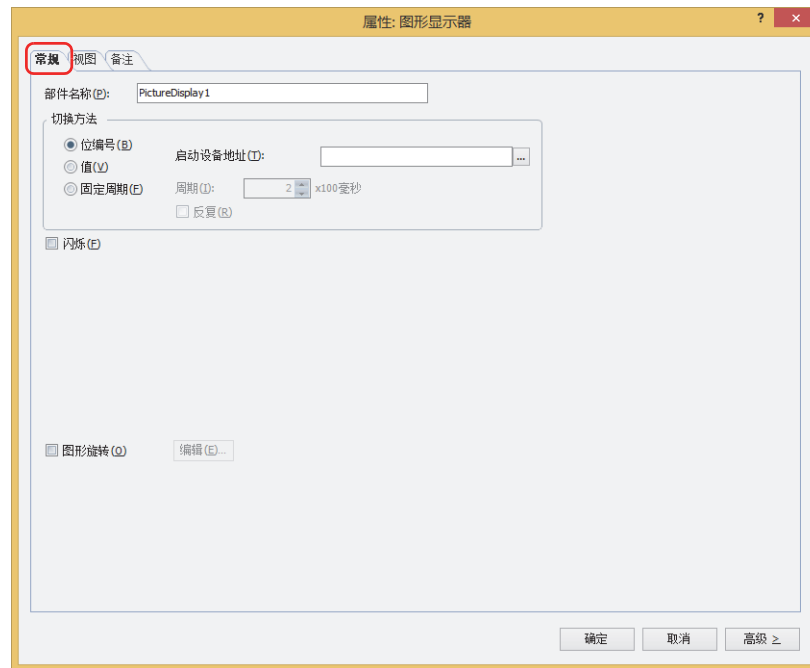 属性: 图形显示器
?
×
常规 视图 备注
部件名称(P): PictureDisplay1
切换方法
位编号(B)
启动设备地址(T): ...
值(V)
固定周期(F) 周期(I): 2 x100毫秒
反复(R)
闪烁(F)
图形旋转(O) 编辑(E)...
确定 取消 高级 >